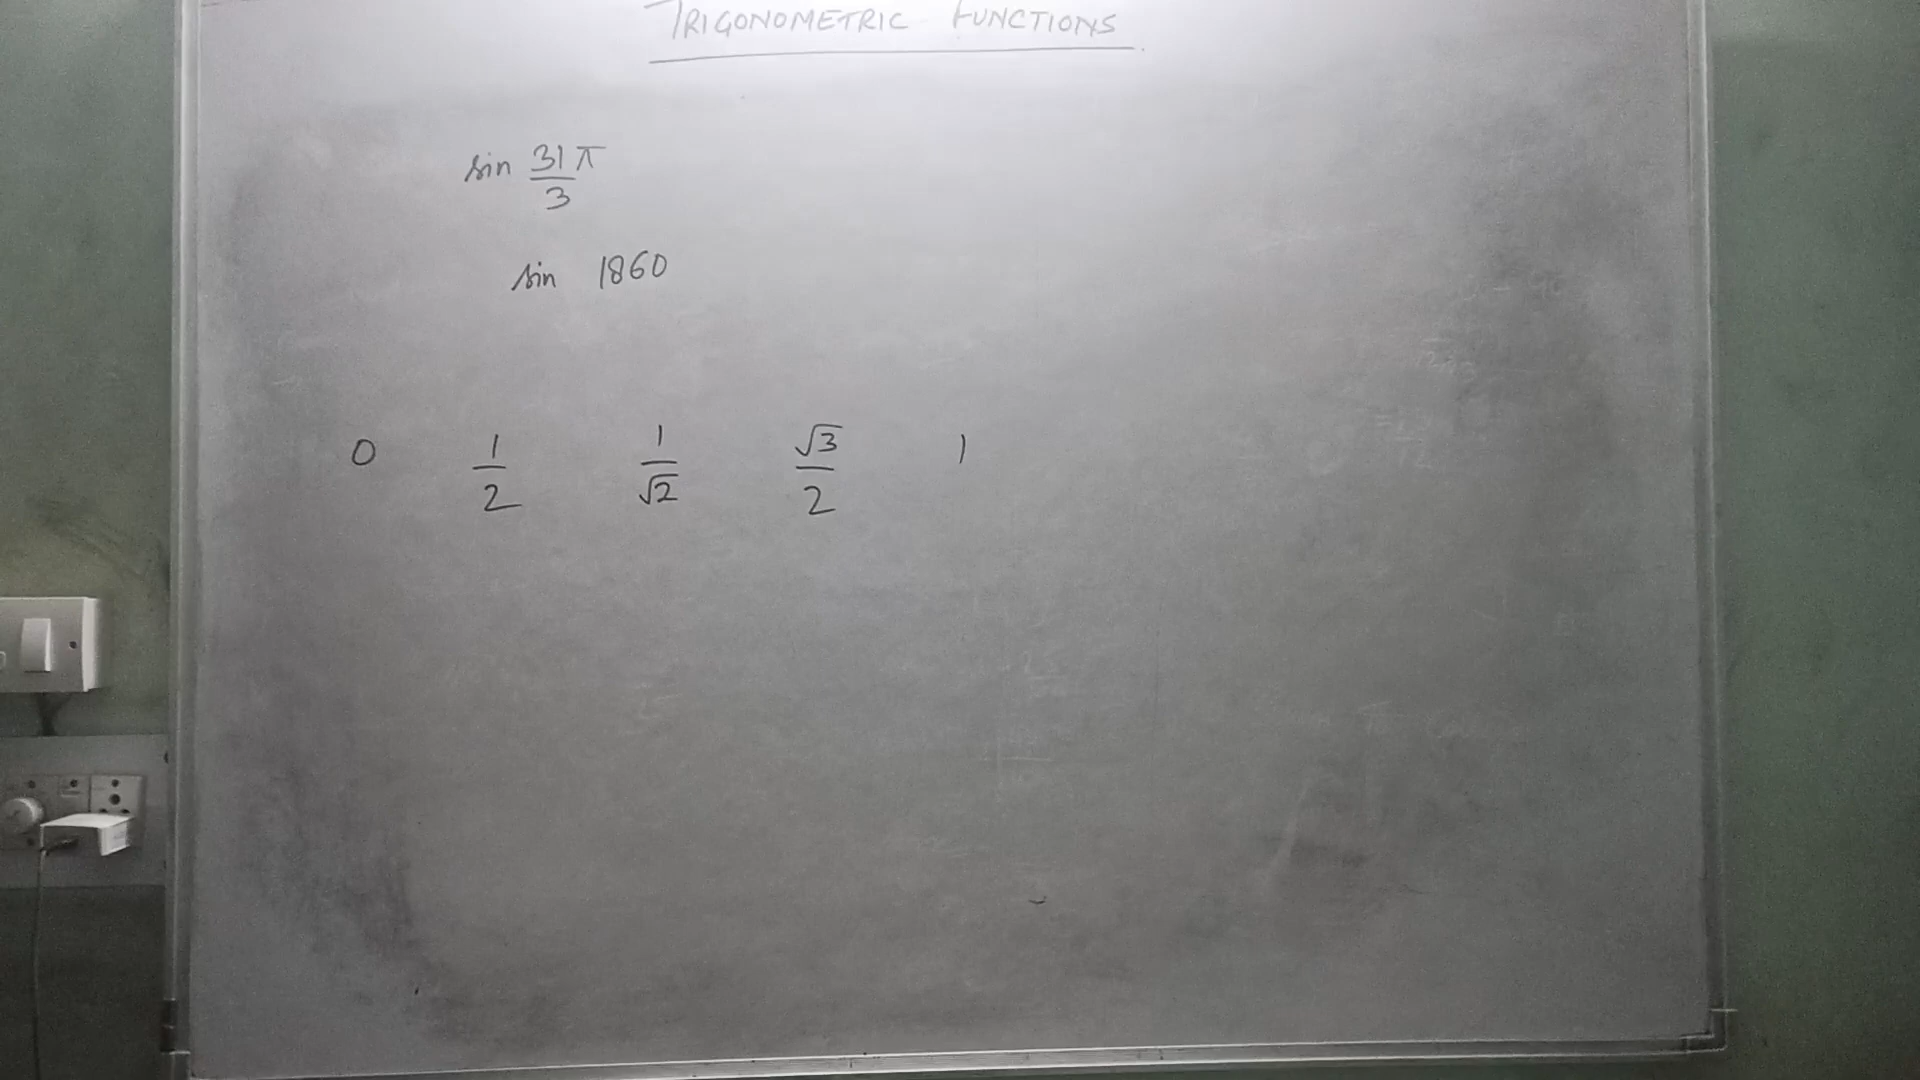 TRIGONOMETRIC FUNCTIONS
sin 31π/3
sin 1860
0 1/2 1/√2 √3/2 1